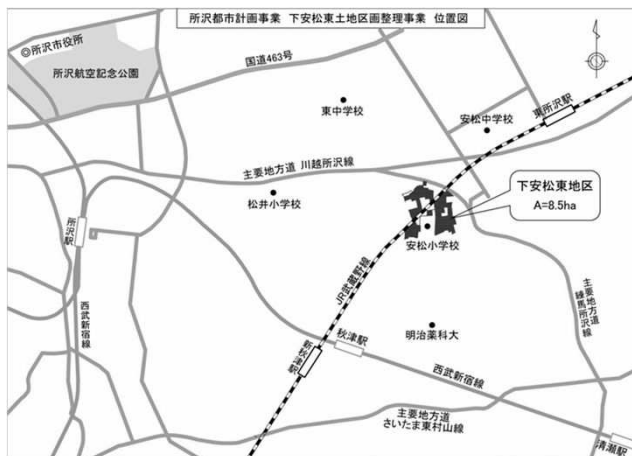 所沢都市計画事業 下安松東土地区画整理事業 位置図
◎所沢市役所
所沢航空記念公園
国道463号
東中学校
安松中学校
東所沢駅
主要地方道 川越所沢線
松井小学校
下安松東地区
A=8.5ha
安松小学校
所沢駅
西武新宿線
JR武蔵野線
明治薬科大
主要地方道
練馬所沢線
秋津駅
新秋津駅
西武新宿線
主要地方道
さいたま東村山線
清瀬駅